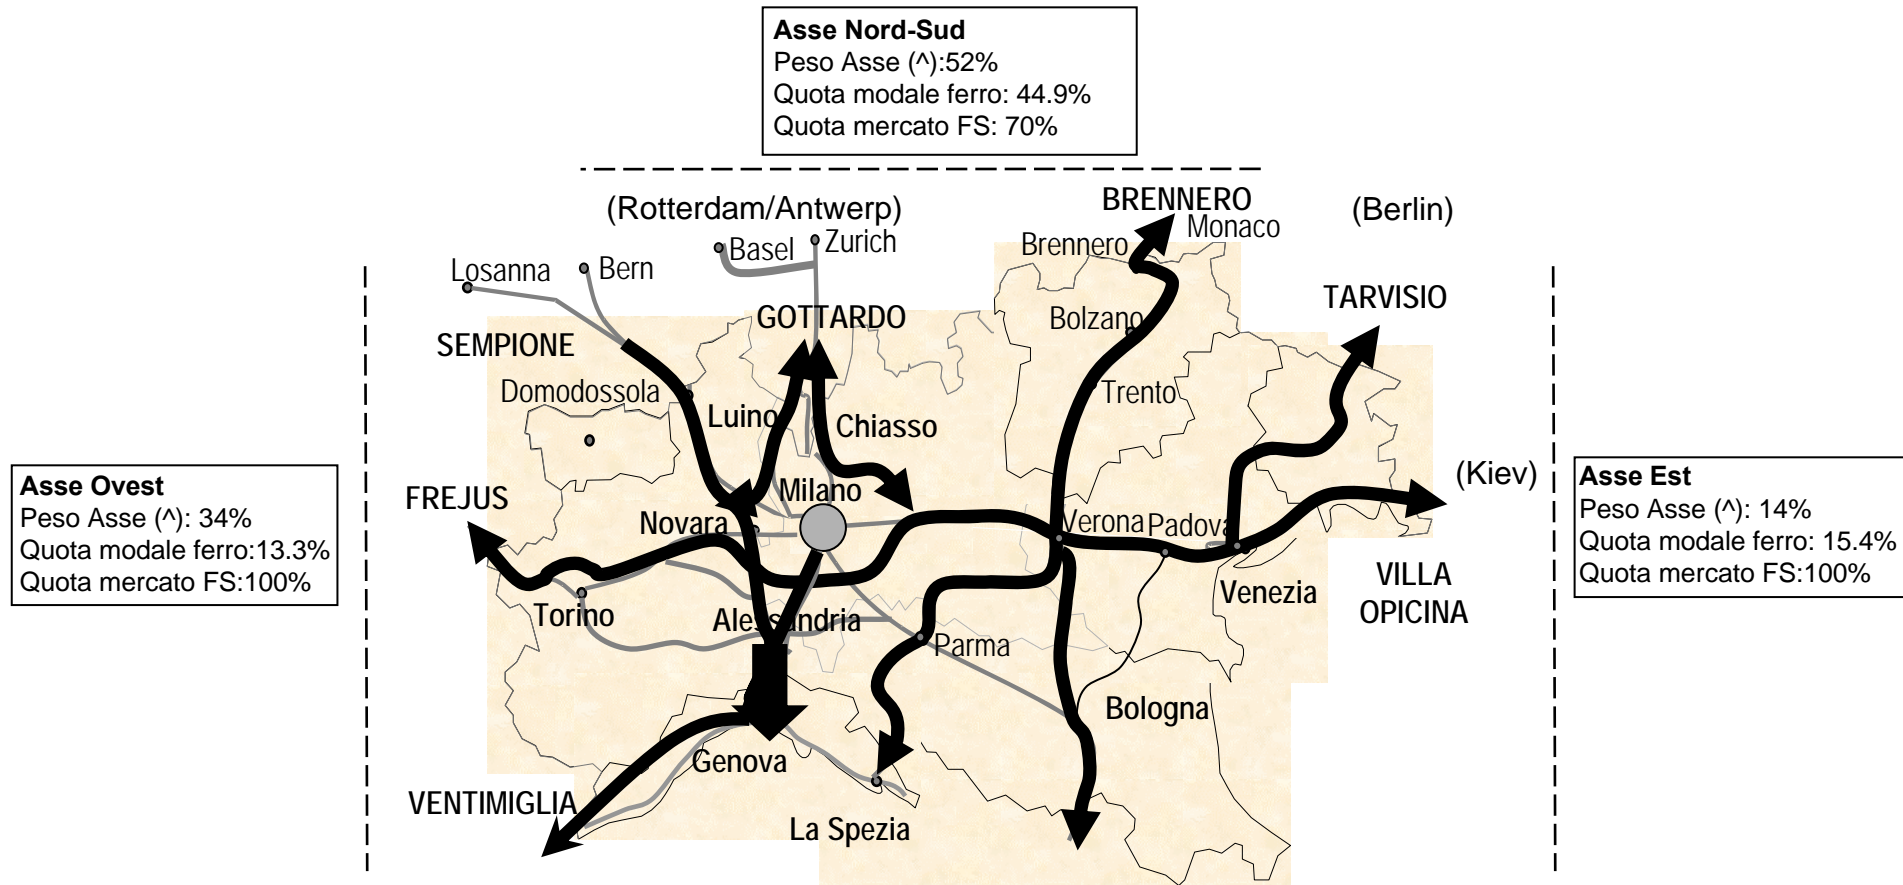 Asse Nord-Sud
Peso Asse (^):52%
Quota modale ferro: 44.9%
Quota mercato FS: 70%
(Rotterdam/Antwerp)
BRENNERO
(Berlin)
Monaco
Basel
Zurich
Brennero
Losanna
Bern
TARVISIO
GOTTARDO
Bolzano
SEMPIONE
Domodossola
Trento
Luino
Chiasso
(Kiev)
Asse Ovest
Peso Asse (^): 34%
Quota modale ferro:13.3%
Quota mercato FS:100%
FREJUS
Milano
Novara
Verona
Padova
Asse Est
Peso Asse (^): 14%
Quota modale ferro: 15.4%
Quota mercato FS:100%
VILLA
OPICINA
Venezia
Torino
Alessandria
Parma
Bologna
Genova
VENTIMIGLIA
La Spezia